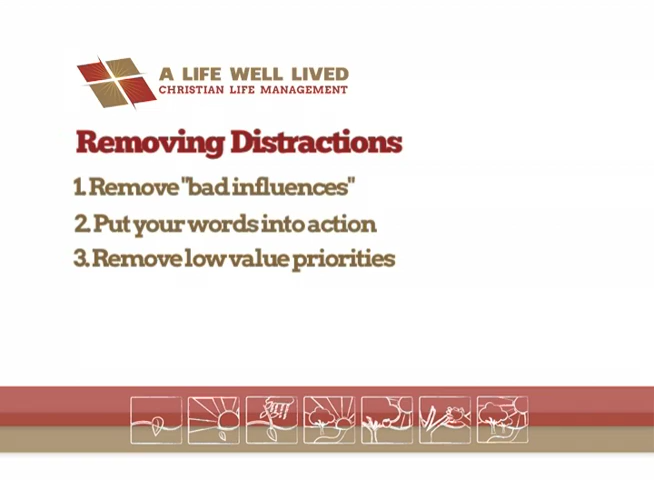 A LIFE WELL LIVED
CHRISTIAN LIFE MANAGEMENT
Removing Distractions
1. Remove "bad influences"
2. Put your words into action
3. Remove low value priorities